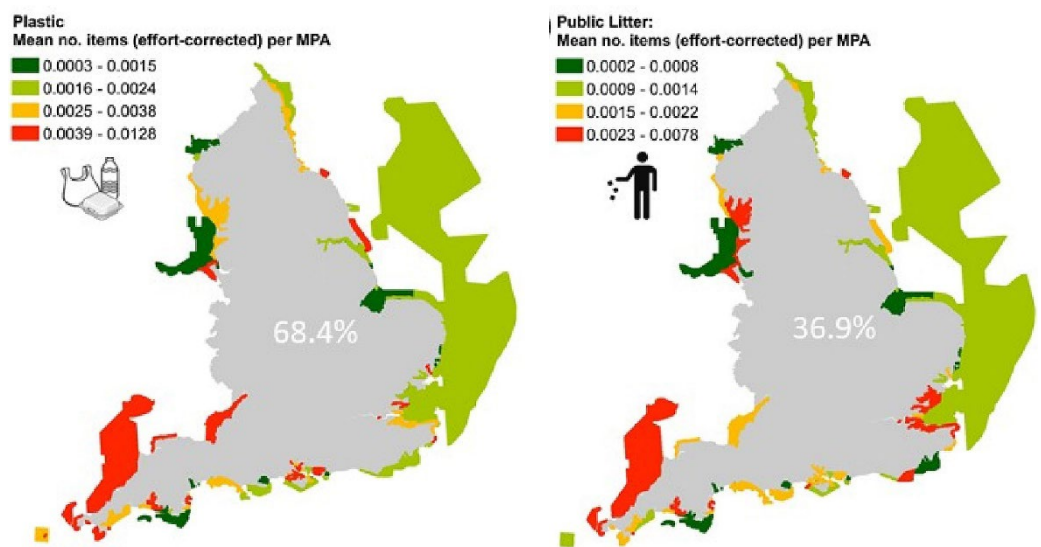 Plastic
Mean no. items (effort-corrected) per MPA
0.0003 - 0.0015
0.0016 - 0.0024
0.0025 - 0.0038
0.0039 - 0.0128
68.4%
Public Litter:
Mean no. items (effort-corrected) per MPA
0.0002 - 0.0008
0.0009 - 0.0014
0.0015 - 0.0022
0.0023 - 0.0078
36.9%